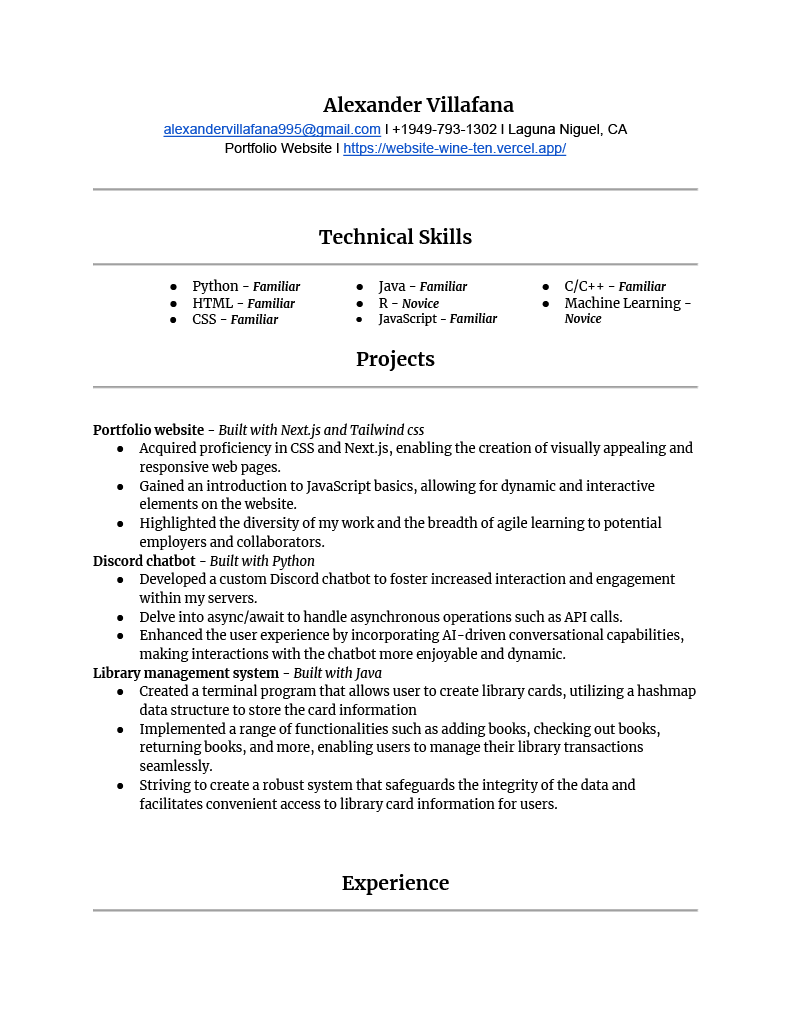 Alexander Villafana
alexandervillafana995@gmail.com I +1949-793-1302 I Laguna Niguel, CA
Portfolio Website I https://website-wine-ten.vercel.app/
Technical Skills
● Python - Familiar
● HTML - Familiar
● CSS - Familiar
● Java - Familiar
● R - Novice
● JavaScript - Familiar
● C/C++ - Familiar
● Machine Learning -
Novice
Projects
Portfolio website - Built with Next.js and Tailwind css
● Acquired proficiency in CSS and Next.js, enabling the creation of visually appealing and
responsive web pages.
● Gained an introduction to JavaScript basics, allowing for dynamic and interactive
elements on the website.
● Highlighted the diversity of my work and the breadth of agile learning to potential
employers and collaborators.
Discord chatbot - Built with Python
● Developed a custom Discord chatbot to foster increased interaction and engagement
within my servers.
● Delve into async/await to handle asynchronous operations such as API calls.
● Enhanced the user experience by incorporating AI-driven conversational capabilities,
making interactions with the chatbot more enjoyable and dynamic.
Library management system - Built with Java
● Created a terminal program that allows user to create library cards, utilizing a hashmap
data structure to store the card information
● Implemented a range of functionalities such as adding books, checking out books,
returning books, and more, enabling users to manage their library transactions
seamlessly.
● Striving to create a robust system that safeguards the integrity of the data and
facilitates convenient access to library card information for users.
Experience